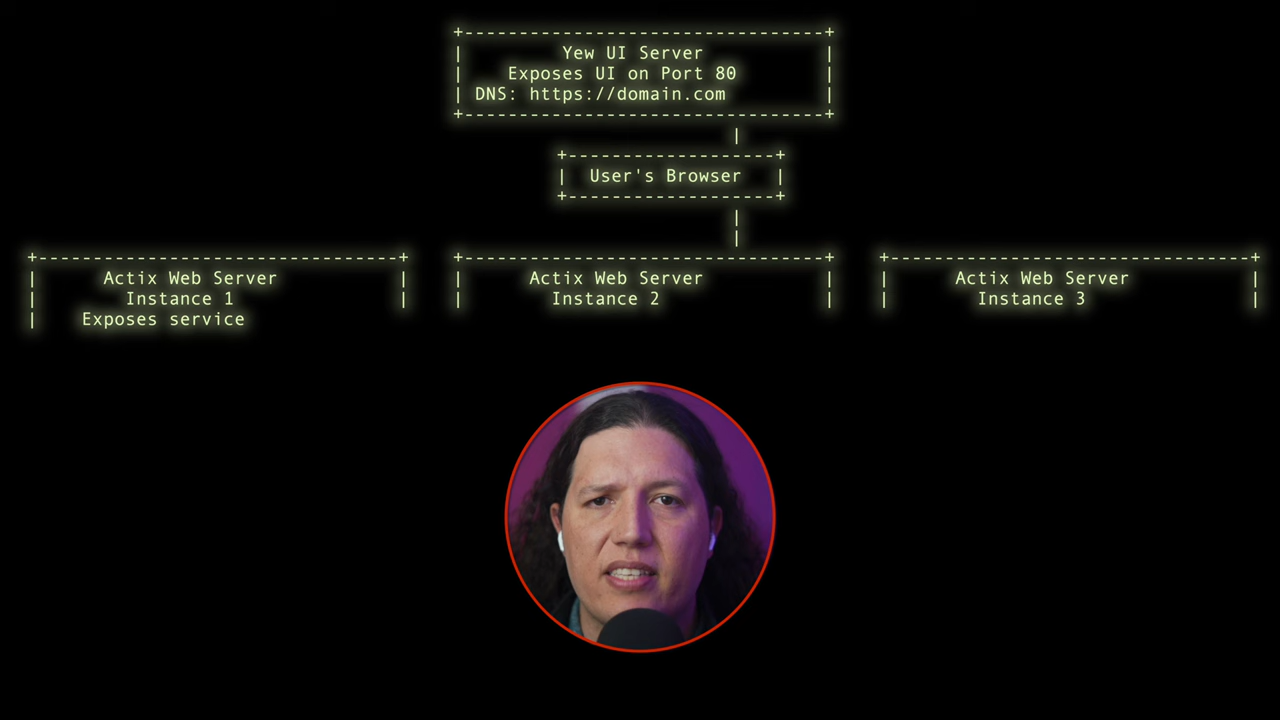 Yew UI Server
Exposes UI on Port 80
DNS: https://domain.com
User's Browser
Actix Web Server
Instance 1
Exposes service
Actix Web Server
Instance 2
Actix Web Server
Instance 3